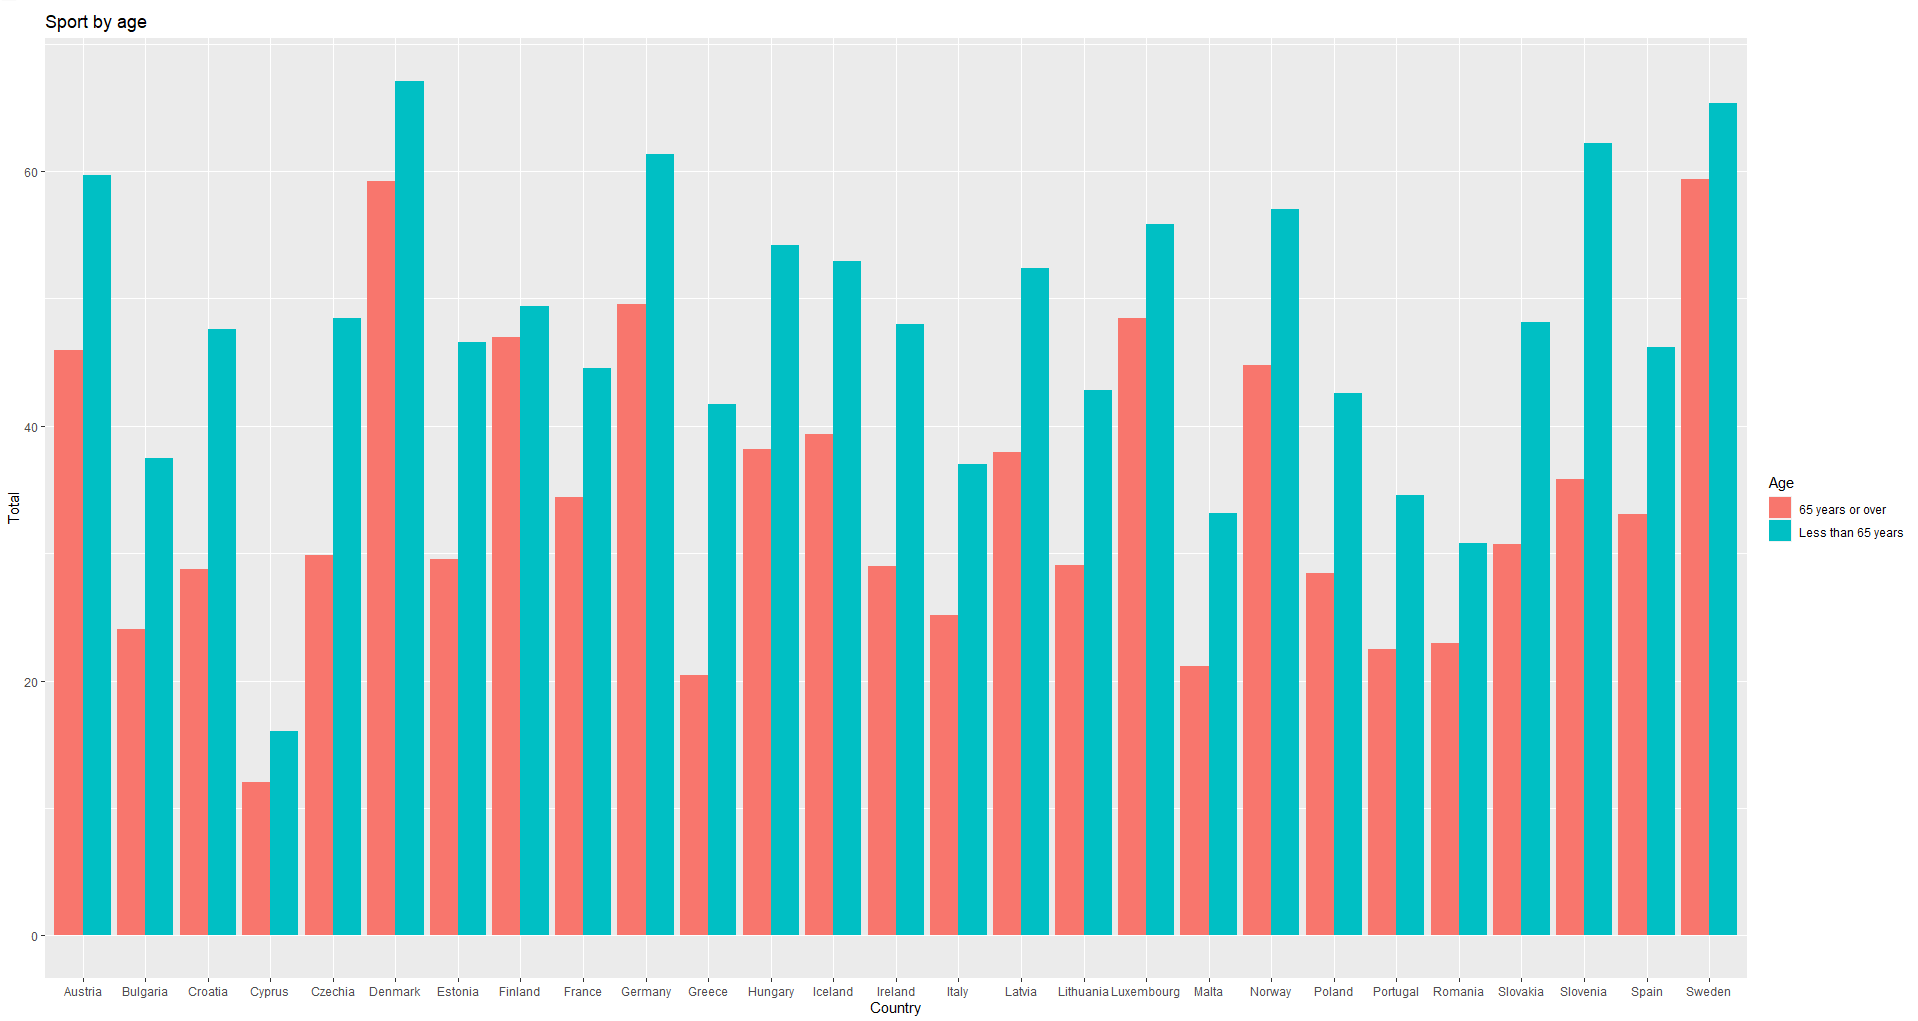 Sport by age
Total
60
40
20
0
Austria Bulgaria Croatia Cyprus Czechia Denmark Estonia Finland France Germany Greece Hungary Iceland Ireland Italy Latvia Lithuania Luxembourg Malta Norway Poland Portugal Romania Slovakia Slovenia Spain Sweden
Country
Age
65 years or over
Less than 65 years